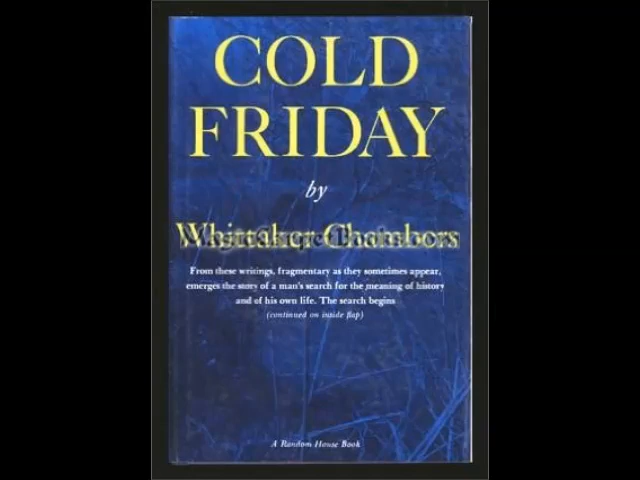 COLD
FRIDAY
by
Whittaker Chambers
From these writings, fragmentary as they sometimes appear,
emerges the story of a man's search for the meaning of history
and of his own life. The search begins
(continued on inside flap)
A Random House Book